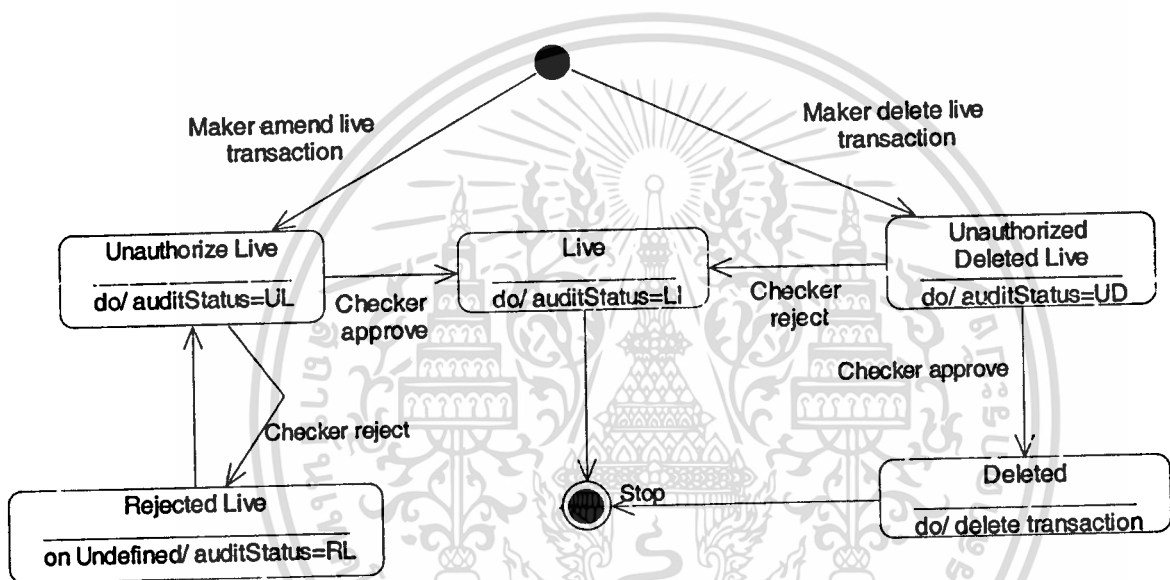 Maker amend live
transaction
Maker delete live
transaction
Unauthorize Live
do/ auditStatus=UL
Checker
approve
Live
do/ auditStatus=LI
Checker
reject
Unauthorized
Deleted Live
do/ auditStatus=UD
Checker approve
Checker reject
Rejected Live
on Undefined/ auditStatus=RL
Stop
Deleted
do/ delete transaction